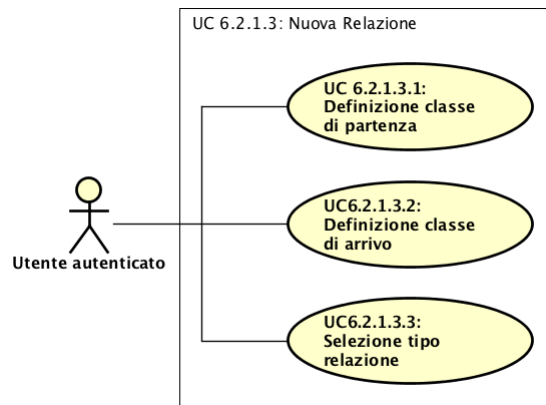 UC 6.2.1.3: Nuova Relazione
UC 6.2.1.3.1:
Definizione classe
di partenza
UC6.2.1.3.2:
Definizione classe
di arrivo
Utente autenticato
UC6.2.1.3.3:
Selezione tipo
relazione